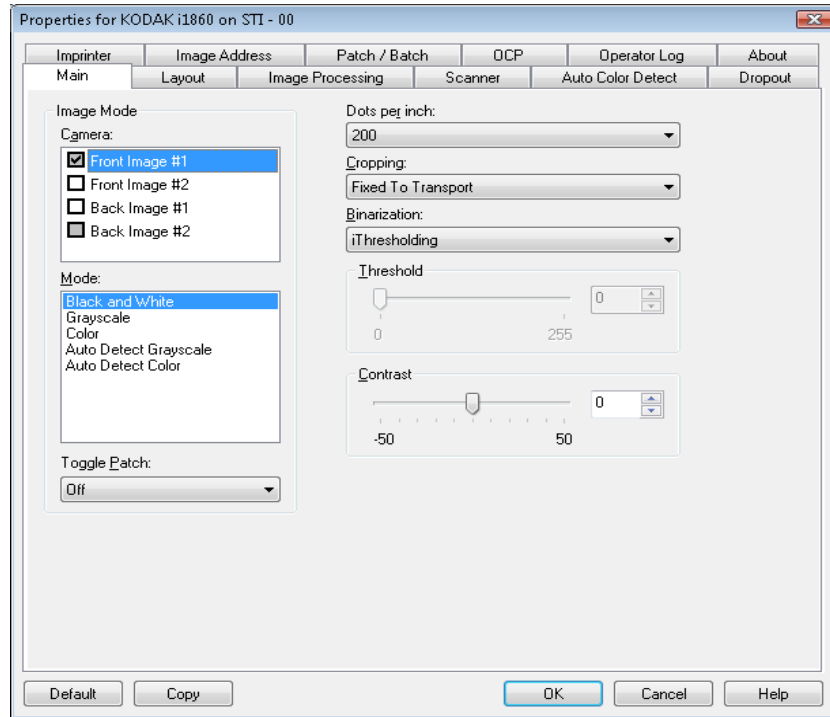 Properties for KODAK i1860 on STI - 00
Imprinter Image Address Patch / Batch OCP Operator Log About
Main Layout Image Processing Scanner Auto Color Detect Dropout
Image Mode
Camera:
Front Image #1
Front Image #2
Back Image #1
Back Image #2
Mode:
Black and White
Grayscale
Color
Auto Detect Grayscale
Auto Detect Color
Toggle Patch:
Off
Dots per inch:
200
Cropping:
Fixed To Transport
Binarization:
iThresholding
Threshold
0
0 255
Contrast
0
-50 50
Default Copy OK Cancel Help